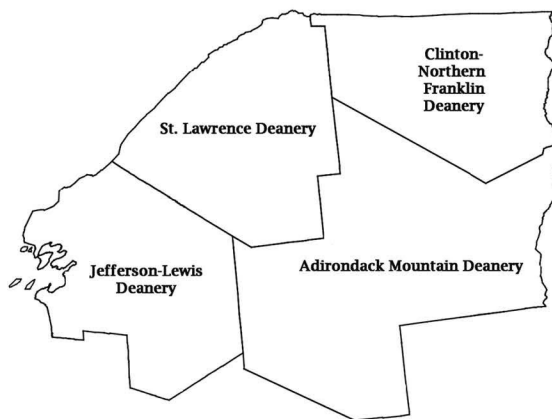 Clinton-
Northern
Franklin
Deanery
St. Lawrence Deanery
Adirondack Mountain Deanery
Jefferson-Lewis
Deanery